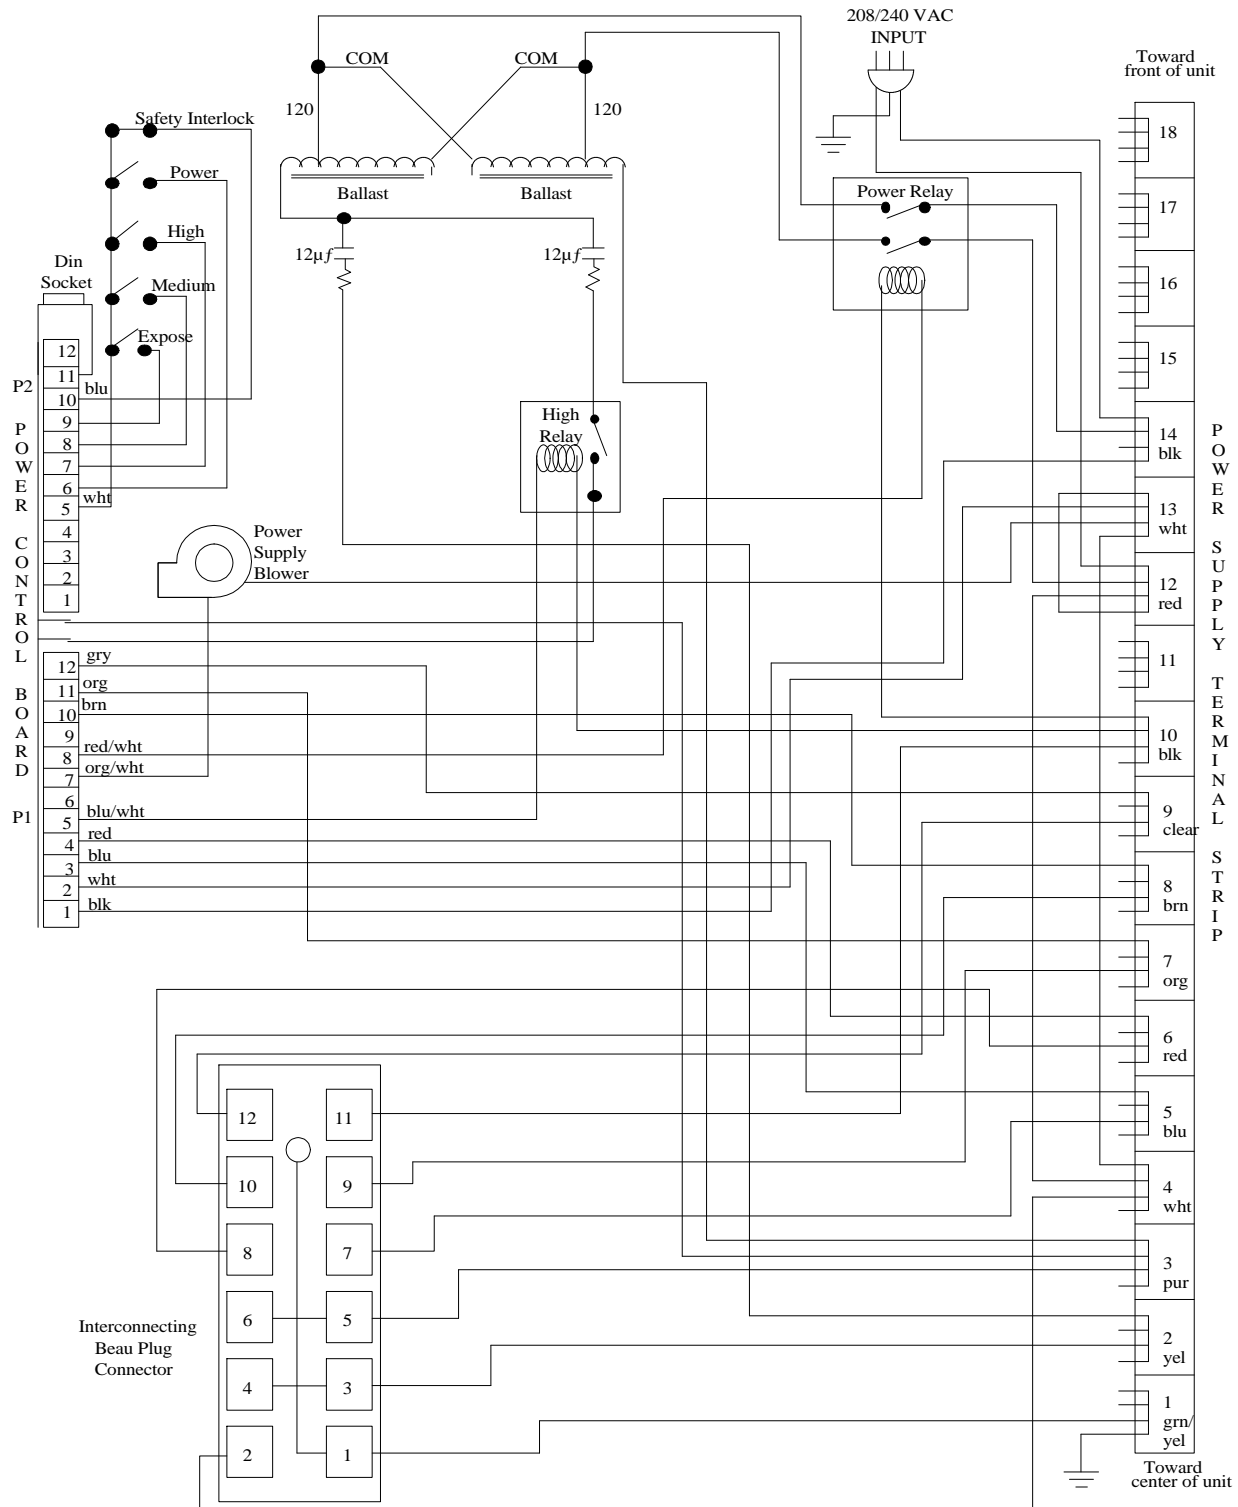 208/240 VAC
INPUT
Toward
front of unit
COM
COM
120
120
Safety Interlock
Power
High
Medium
Expose
Ballast
Ballast
12µƒ
12µƒ
Power Relay
High
Relay
Din
Socket
P2
12
11
10
9
8
7
6
5
4
3
2
1
blu
wht
POWER CONTROL BOARD
Power
Supply
Blower
P1
12
11
10
9
8
7
6
5
4
3
2
1
gry
org
brn
red/wht
org/wht
blu/wht
red
blu
wht
blk
18
17
16
15
14
blk
13
wht
12
red
11
10
blk
9
clear
8
brn
7
org
6
red
5
blu
4
wht
3
pur
2
yel
1
grn/
yel
POWER SUPPLY TERMINAL STRIP
Toward
center of unit
Interconnecting
Beau Plug
Connector
12 11
10 9
8 7
6 5
4 3
2 1